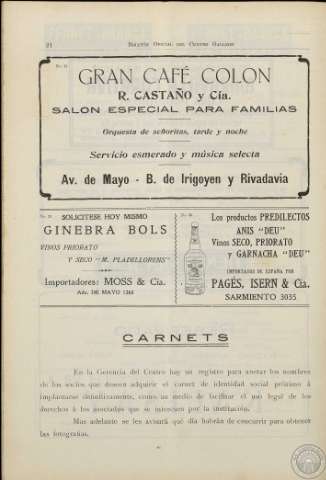 21
Boletín Oficial del Centro Gallego
GRAN CAFÉ COLON
R. CASTAÑO y Cía.
SALON ESPECIAL PARA FAMILIAS
Orquesta de señoritas, tarde y noche
Servicio esmerado y música selecta
Av. de Mayo - B. de Irigoyen y Rivadavia
SOLICITESE HOY MISMO
GINEBRA BOLS
VINOS PRIORATO
Y SECO "M. PLADELLORENS"
Importadores: MOSS & Cía.
Av. DE MAYO
Los productos PREDILECTOS
ANIS "DEU"
Vinos SECO, PRIORATO
y GARNACHA "DEU"
IMPORTADOS DE ESPAÑA POR
PAGÉS, ISERN & Cía.
SARMIENTO 3035
CARNETS
En la Gerencia del Centro hay un registro para anotar los nombres
de los socios que deseen adquirir el carnet de identidad social próximo á
implantarse definitivamente, como un medio de facilitar el uso legal de los
derechos á los asociados que se interesen por la institución.
Mas adelante se les avisará qué día habrán de concurrir para obtener
las fotografías.